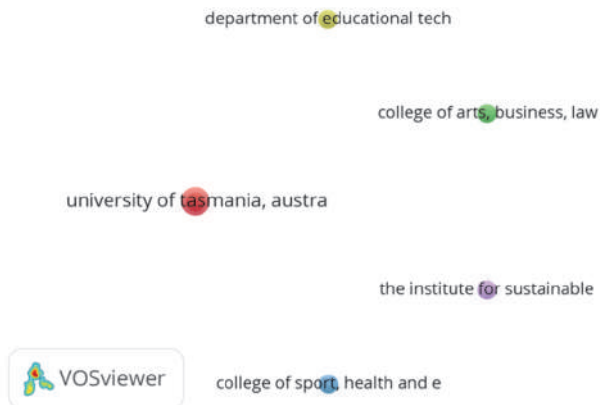 department of educational tech
college of arts, business, law
university of tasmania, austra
the institute for sustainable
VOSviewer
college of sport, health and e